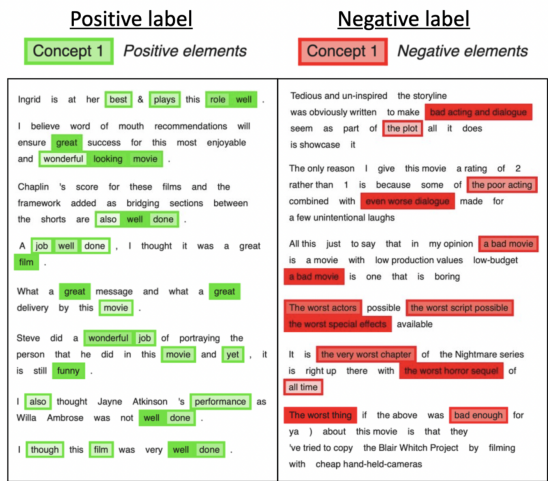 Positive label
Negative label
Concept 1 Positive elements
Concept 1 Negative elements
Ingrid is at her best & plays this role well .
I believe word of mouth recommendations will
ensure great success for this most enjoyable
and wonderful looking movie .
Chaplin 's score for these films and the
framework added as bridging sections between
the shorts are also well done .
A job well done , I thought it was a great
film .
What a great message and what a great
delivery by this movie .
Steve did a wonderful job of portraying the
person that he did in this movie and yet , it
is still funny .
I also thought Jayne Atkinson 's performance as
Willa Ambrose was not well done .
I though this film was very well done .
Tedious and un-inspired the storyline
was obviously written to make bad acting and dialogue
seem as part of the plot all it does
is showcase it
The only reason I give this movie a rating of 2
rather than 1 is because some of the poor acting
combined with even worse dialogue made for
a few unintentional laughs
All this just to say that in my opinion a bad movie
is a movie with low production values low-budget
a bad movie is one that is boring
The worst actors possible the worst script possible
the worst special effects available
It is the very worst chapter of the Nightmare series
is right up there with the worst horror sequel of
all time
The worst thing if the above was bad enough for
ya ) about this movie is that they
've tried to copy the Blair Whitch Project by filming
with cheap hand-held-cameras